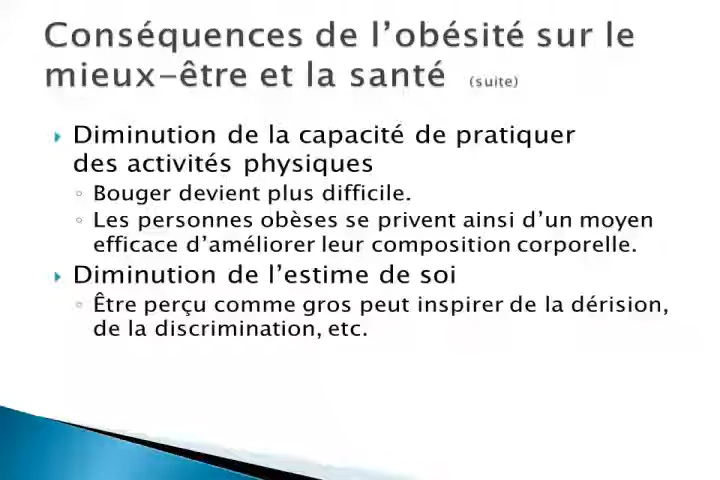 Conséquences de l’obésité sur le
mieux-être et la santé (suite)
Diminution de la capacité de pratiquer
des activités physiques
Bouger devient plus difficile.
Les personnes obèses se privent ainsi d’un moyen
efficace d’améliorer leur composition corporelle.
Diminution de l’estime de soi
Être perçu comme gros peut inspirer de la dérision,
de la discrimination, etc.